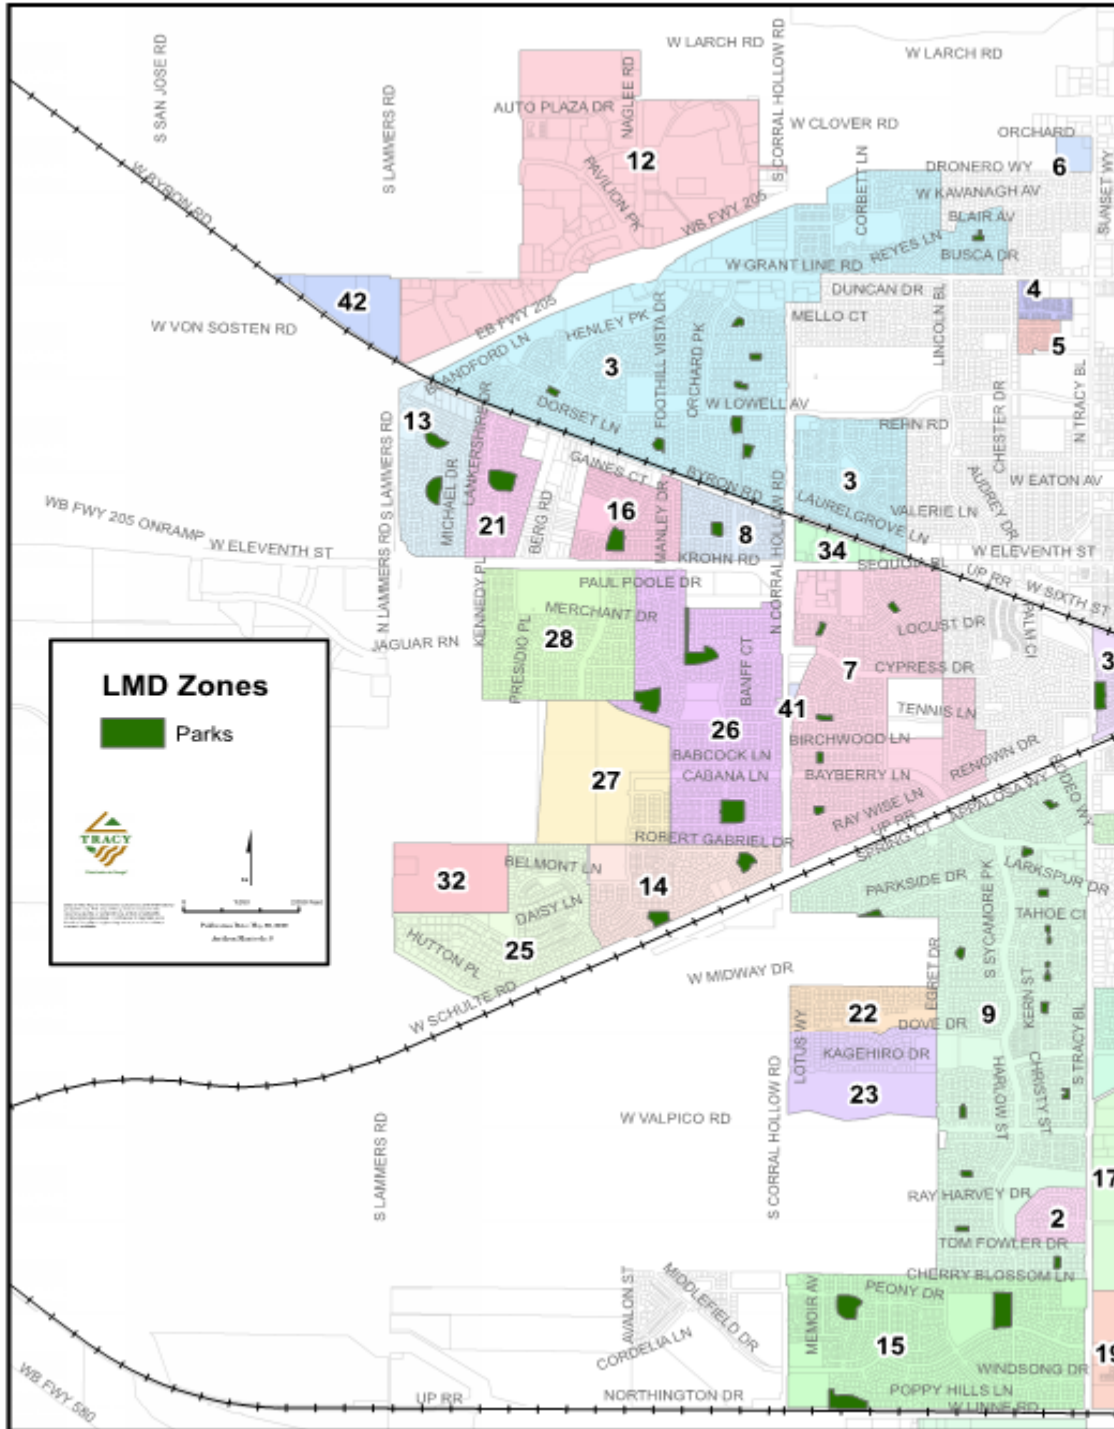 W LARCH RD
W LARCH RD
S SAN JOSE RD
S LAMMERS RD
AUTO PLAZA DR
NAGLEE RD
S CORRAL HOLLOW RD
W CLOVER RD
ORCHARD
6
12
PAVILION PK
CORBETT LN
DRONERO WY
W KAVANAGH AV
SUNSET WY
W BYRON RD
WB FWY 205
BLAIR AV
REYES LN
BUSCA DR
W GRANT LINE RD
42
DUNCAN DR
4
W VON SOSTEN RD
EB FWY 205
HENLEY PK
FOOTHILL VISTA DR
ORCHARD PK
MELLO CT
LINCOLN BL
5
BRANDFORD LN
3
N TRACY BL
DORSET LN
W LOWELL AV
REHN RD
CHESTER DR
13
LANKERSHIRE DR
S LAMMERS RD
MICHAEL DR
GAINES CT
BYRON RD
3
W EATON AV
WB FWY 205 ONRAMP
21
BERG RD
16
MANLEY DR
8
LAURELGROVE LN
VALERIE LN
AUDREY DR
W ELEVENTH ST
KROHN RD
34
SEQUOIA BL
W ELEVENTH ST
N LAMMERS RD
KENNEDY PL
PAUL POOLE DR
N CORRAL HOLLOW RD
UP RR
W SIXTH ST
MERCHANT DR
LOCUST DR
PALM CI
JAGUAR RN
28
PRESIDIO PL
BANFF CT
7
CYPRESS DR
3
LMD Zones
Parks
41
TENNIS LN
26
BIRCHWOOD LN
27
BABCOCK LN
CABANA LN
BAYBERRY LN
RENOWN DR
RODEO WY
RAY WISE LN
UP RR
APPALOSA WY
TRACY
ROBERT GABRIEL DR
SPRING CT
32
BELMONT LN
14
PARKSIDE DR
S SYCAMORE PK
LARKSPUR DR
DAISY LN
TAHOE CI
HUTTON PL
25
W MIDWAY DR
EGRET DR
W SCHULTE RD
22
DOVE DR
9
KERN ST
LOTUS WY
KAGEHIRO DR
S TRACY BL
23
HARLOW ST
CHRISTY ST
W VALPICO RD
S LAMMERS RD
S CORRAL HOLLOW RD
17
RAY HARVEY DR
2
TOM FOWLER DR
CHERRY BLOSSOM LN
AVALON ST
MIDDLEFIELD DR
MEMOIR AV
PEONY DR
CORDELIA LN
15
19
WINDSONG DR
WB FWY 580
UP RR
NORTHINGTON DR
POPPY HILLS LN
W LINNE RD